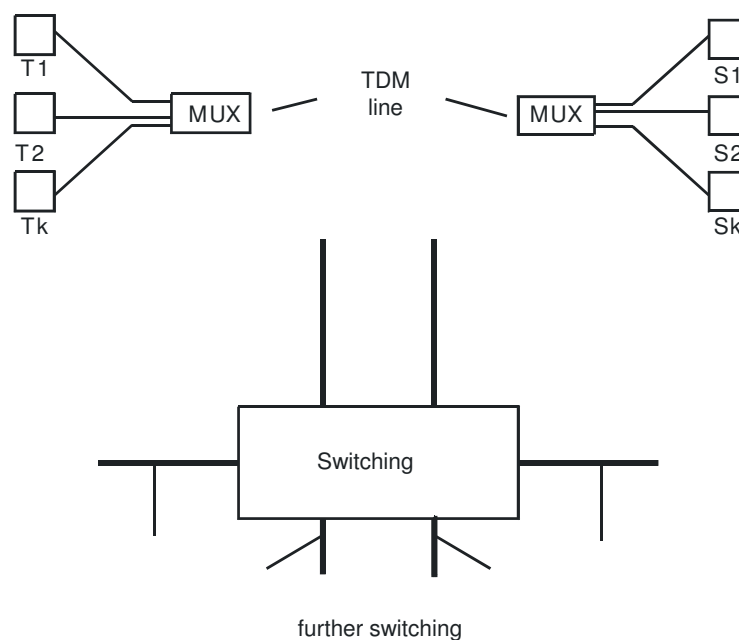 T1
T2
Tk
MUX
TDM
line
MUX
S1
S2
Sk
Switching
further switching